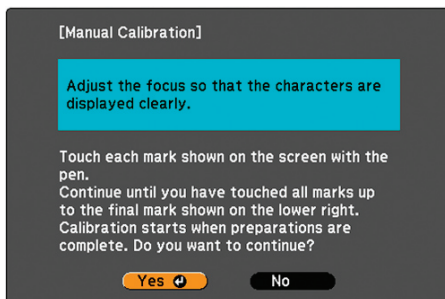 [Manual Calibration]
Adjust the focus so that the characters are
displayed clearly.
Touch each mark shown on the screen with the
pen.
Continue until you have touched all marks up
to the final mark shown on the lower right.
Calibration starts when preparations are
complete. Do you want to continue?
Yes No